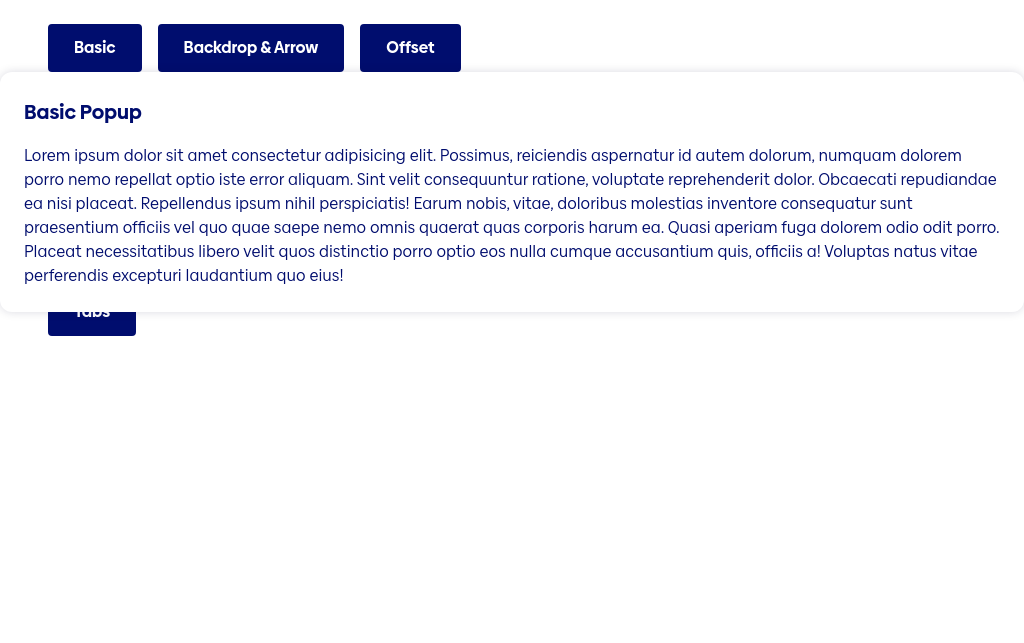 Basic Backdrop & Arrow Offset
Basic Popup
Lorem ipsum dolor sit amet consectetur adipisicing elit. Possimus, reiciendis aspernatur id autem dolorum, numquam dolorem
porro nemo repellat optio iste error aliquam. Sint velit consequuntur ratione, voluptate reprehenderit dolor. Obcaecati repudiandae
ea nisi placeat. Repellendus ipsum nihil perspiciatis! Earum nobis, vitae, doloribus molestias inventore consequatur sunt
praesentium officiis vel quo quae saepe nemo omnis quaerat quas corporis harum ea. Quasi aperiam fuga dolorem odio odit porro.
Placeat necessitatibus libero velit quos distinctio porro optio eos nulla cumque accusantium quis, officiis a! Voluptas natus vitae
perferendis excepturi laudantium quo eius!
Tabs